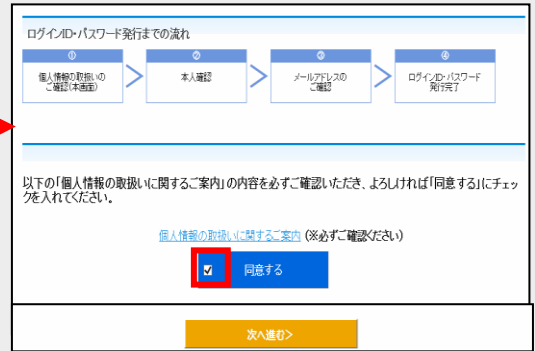 ログインID・パスワード発行までの流れ
①
個人情報の取扱いの
ご確認(本画面)
②
本人確認
③
メールアドレスの
ご確認
④
ログインID・パスワード
発行完了
以下の「個人情報の取扱いに関するご案内」の内容を必ずご確認いただき、よろしければ「同意する」にチェッ
クを入れてください。
個人情報の取扱いに関するご案内 (※必ずご確認ください)
同意する
次へ進む>